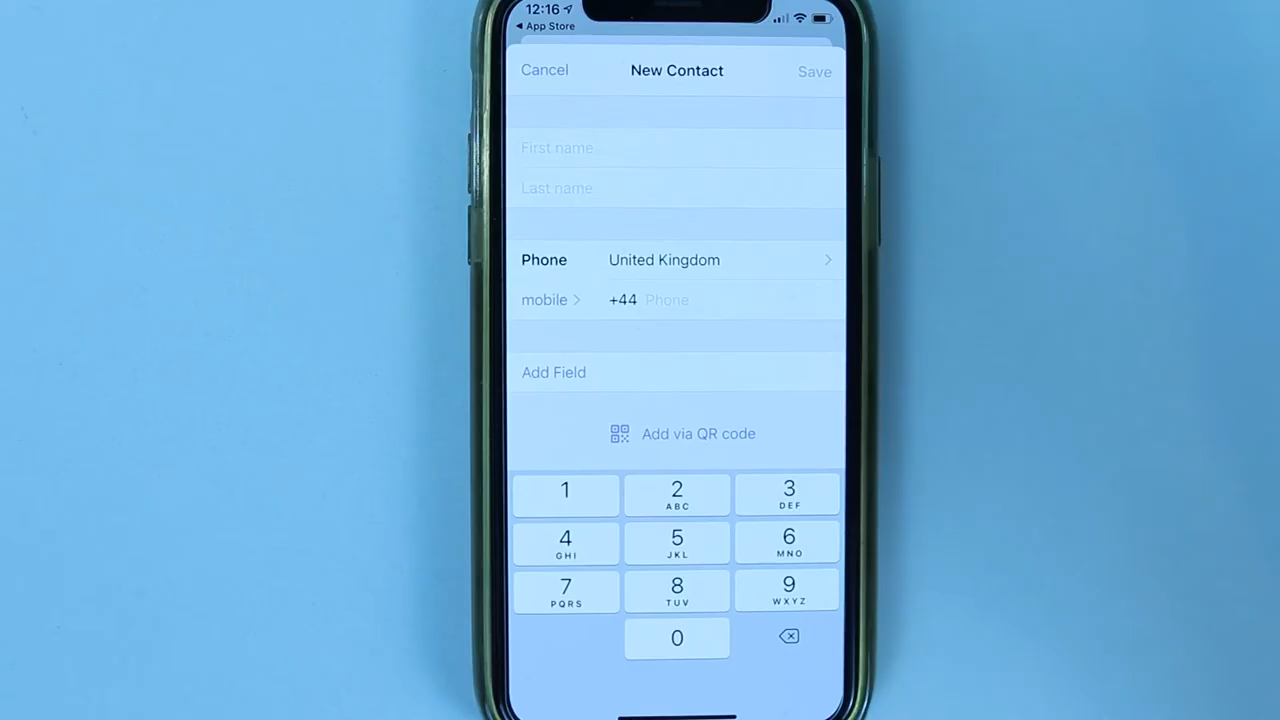 12:16
App Store
Cancel New Contact Save
First name
Last name
Phone United Kingdom
mobile +44 Phone
Add Field
Add via QR code
1 2 3
ABC DEF
4 5 6
GHI JKL MNO
7 8 9
PQRS TUV WXYZ
0